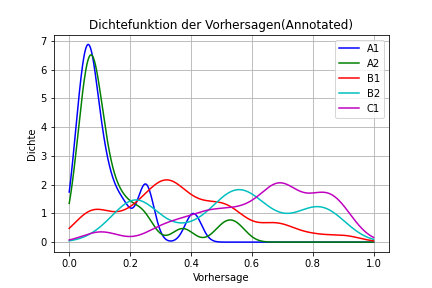 Dichtefunktion der Vorhersagen(Annotated)
7
6
5
4
3
2
1
0
Dichte
A1
A2
B1
B2
C1
0.0 0.2 0.4 0.6 0.8 1.0
Vorhersage